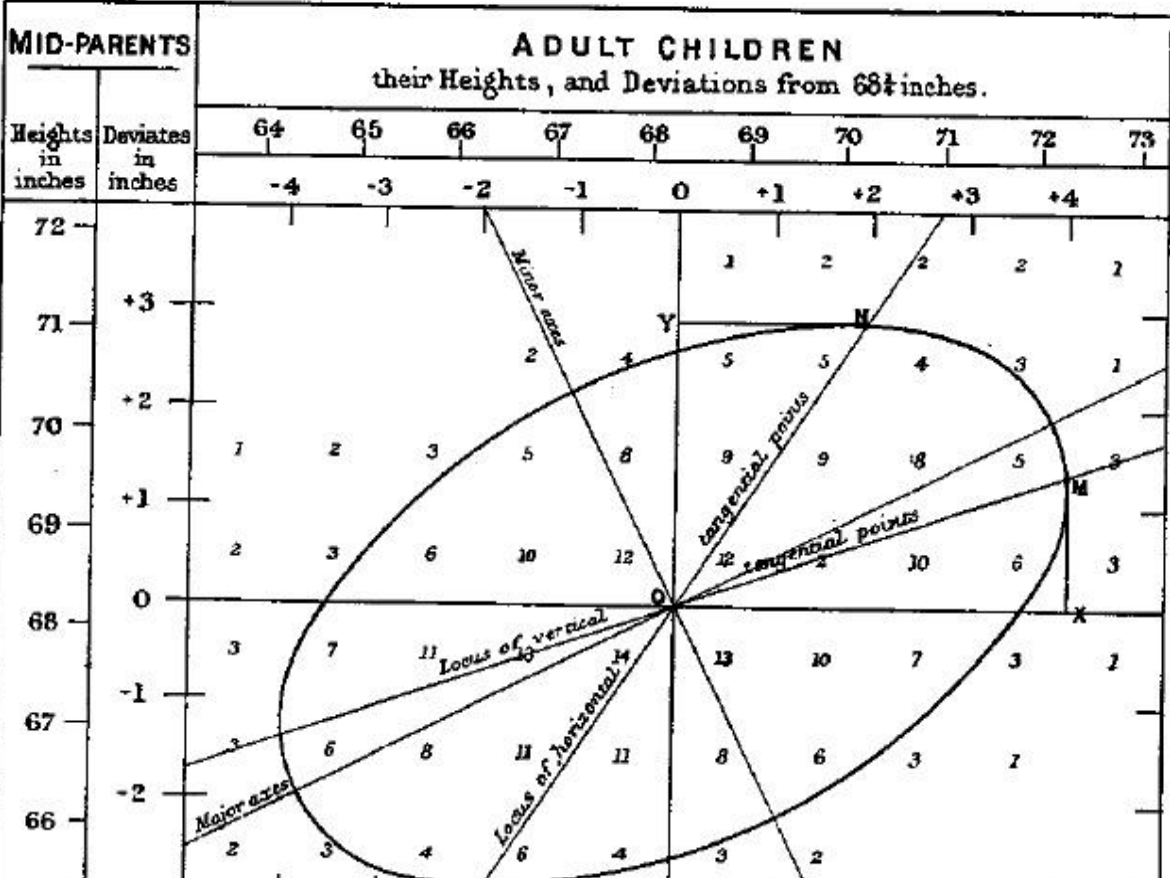 MID-PARENTS
ADULT CHILDREN
their Heights, and Deviations from 68¼ inches.
Heights in inches
Deviates in inches
64 65 66 67 68 69 70 71 72 73
-4 -3 -2 -1 0 +1 +2 +3 +4
72
1 2 2 2 1
Minor axes
+3
71
Y N
2 4 5 5 4 3 1
+2
70
1 2 3 5 8 9 9 8 5 3
tangential points
+1
M
69
tangential points
2 3 6 10 12 12 2 10 6 3
0
O
X
68
Locus of vertical
3 7 11 13 14 13 10 7 3 1
-1
67
Locus of horizontal
3 6 8 11 11 8 6 3 1
-2
Major axes
66
2 3 4 6 4 3 2